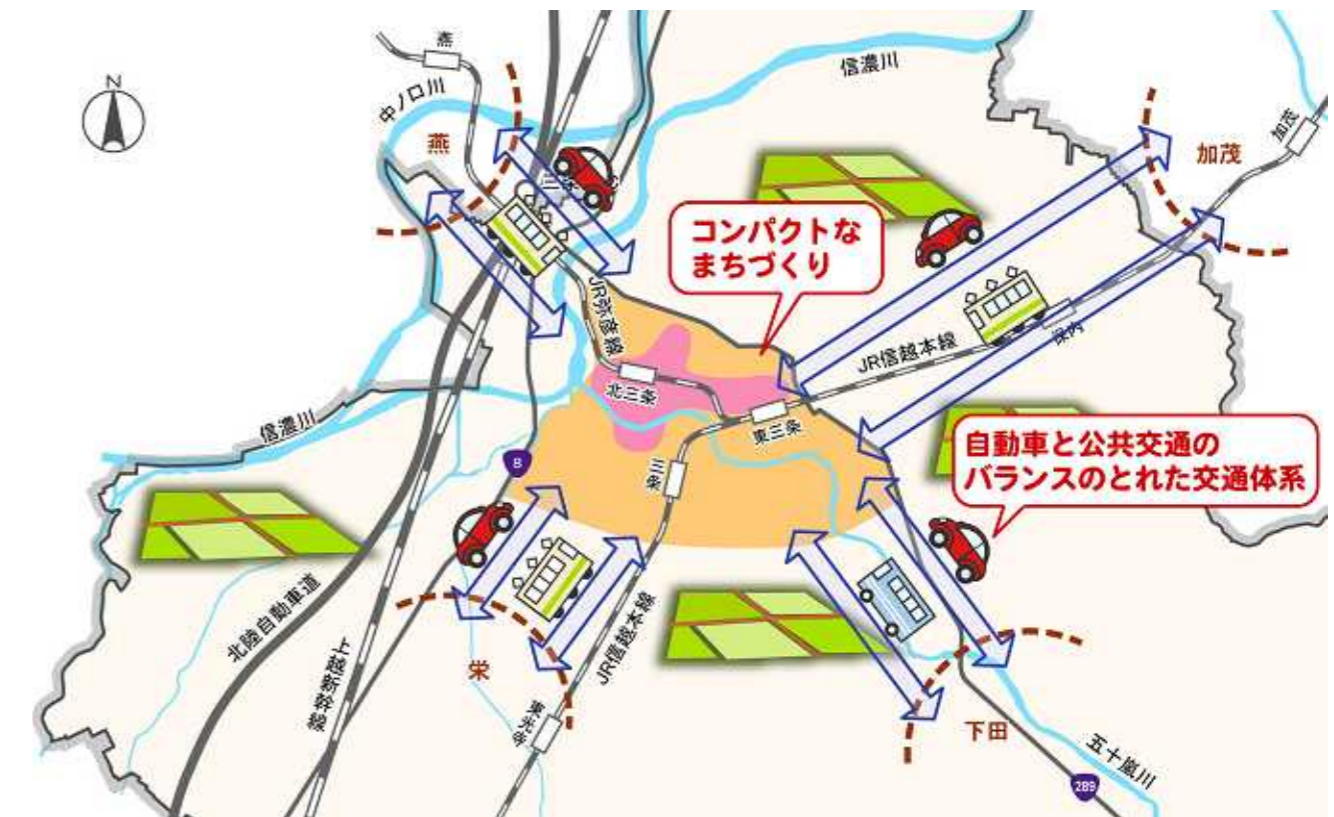 N
燕
中ノ口川
信濃川
燕
加茂
加茂
コンパクトな
まちづくり
JR弥彦線
JR信越本線
保内
北三条
東三条
信濃川
8
三条
自動車と公共交通の
バランスのとれた交通体系
北陸自動車道
上越新幹線
栄
JR信越本線
東光寺
下田
五十嵐川
289